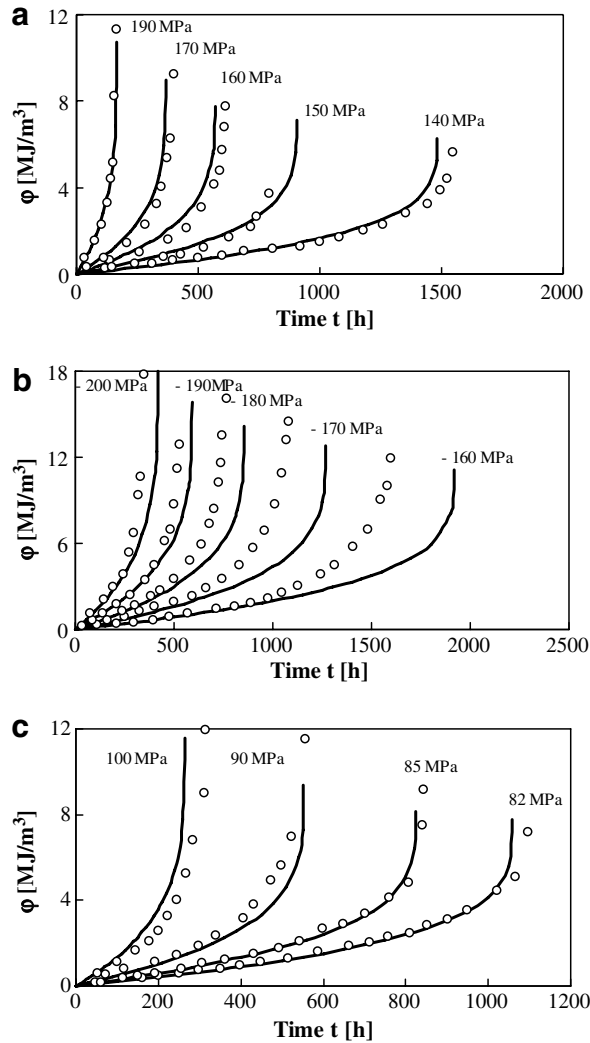 a
190 MPa
170 MPa
160 MPa
150 MPa
140 MPa
12
8
4
0
φ [MJ/m³]
0 500 1000 1500 2000
Time t [h]
b
- 200 MPa
- 190MPa
- 180 MPa
- 170 MPa
- 160 MPa
18
12
6
0
φ [MJ/m³]
0 500 1000 1500 2000 2500
Time t [h]
c
100 MPa
90 MPa
85 MPa
82 MPa
12
8
4
0
φ [MJ/m³]
0 200 400 600 800 1000 1200
Time t [h]